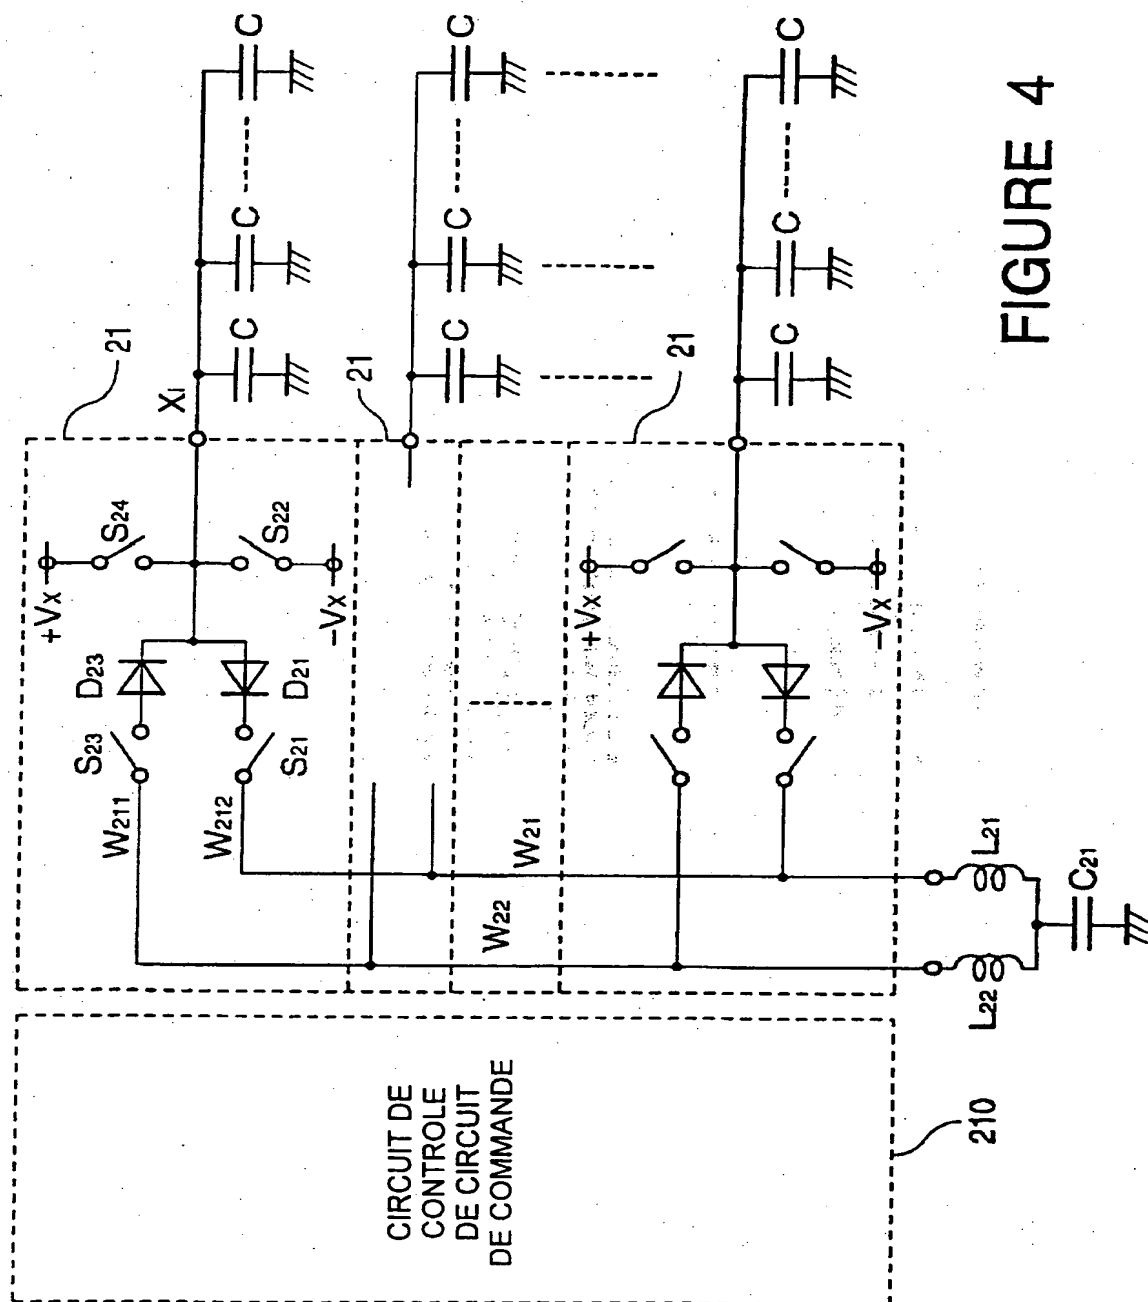 21
X₁
C
C
C
+Vx
S24
S22
-Vx
D23
D21
S23
S21
W211
W212
21
C
C
C
21
C
C
C
+Vx
-Vx
W21
W22
L21
L22
C21
CIRCUIT DE
CONTROLE
DE CIRCUIT
DE COMMANDE
210
FIGURE 4